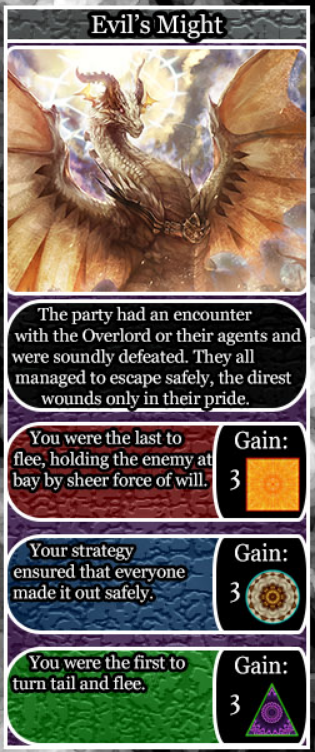 Evil's Might
The party had an encounter
with the Overlord or their agents and
were soundly defeated. They all
managed to escape safely, the direst
wounds only in their pride.
You were the last to
flee, holding the enemy at
bay by sheer force of will.
Gain:
3
Your strategy
ensured that everyone
made it out safely.
Gain:
3
You were the first to
turn tail and flee.
Gain:
3